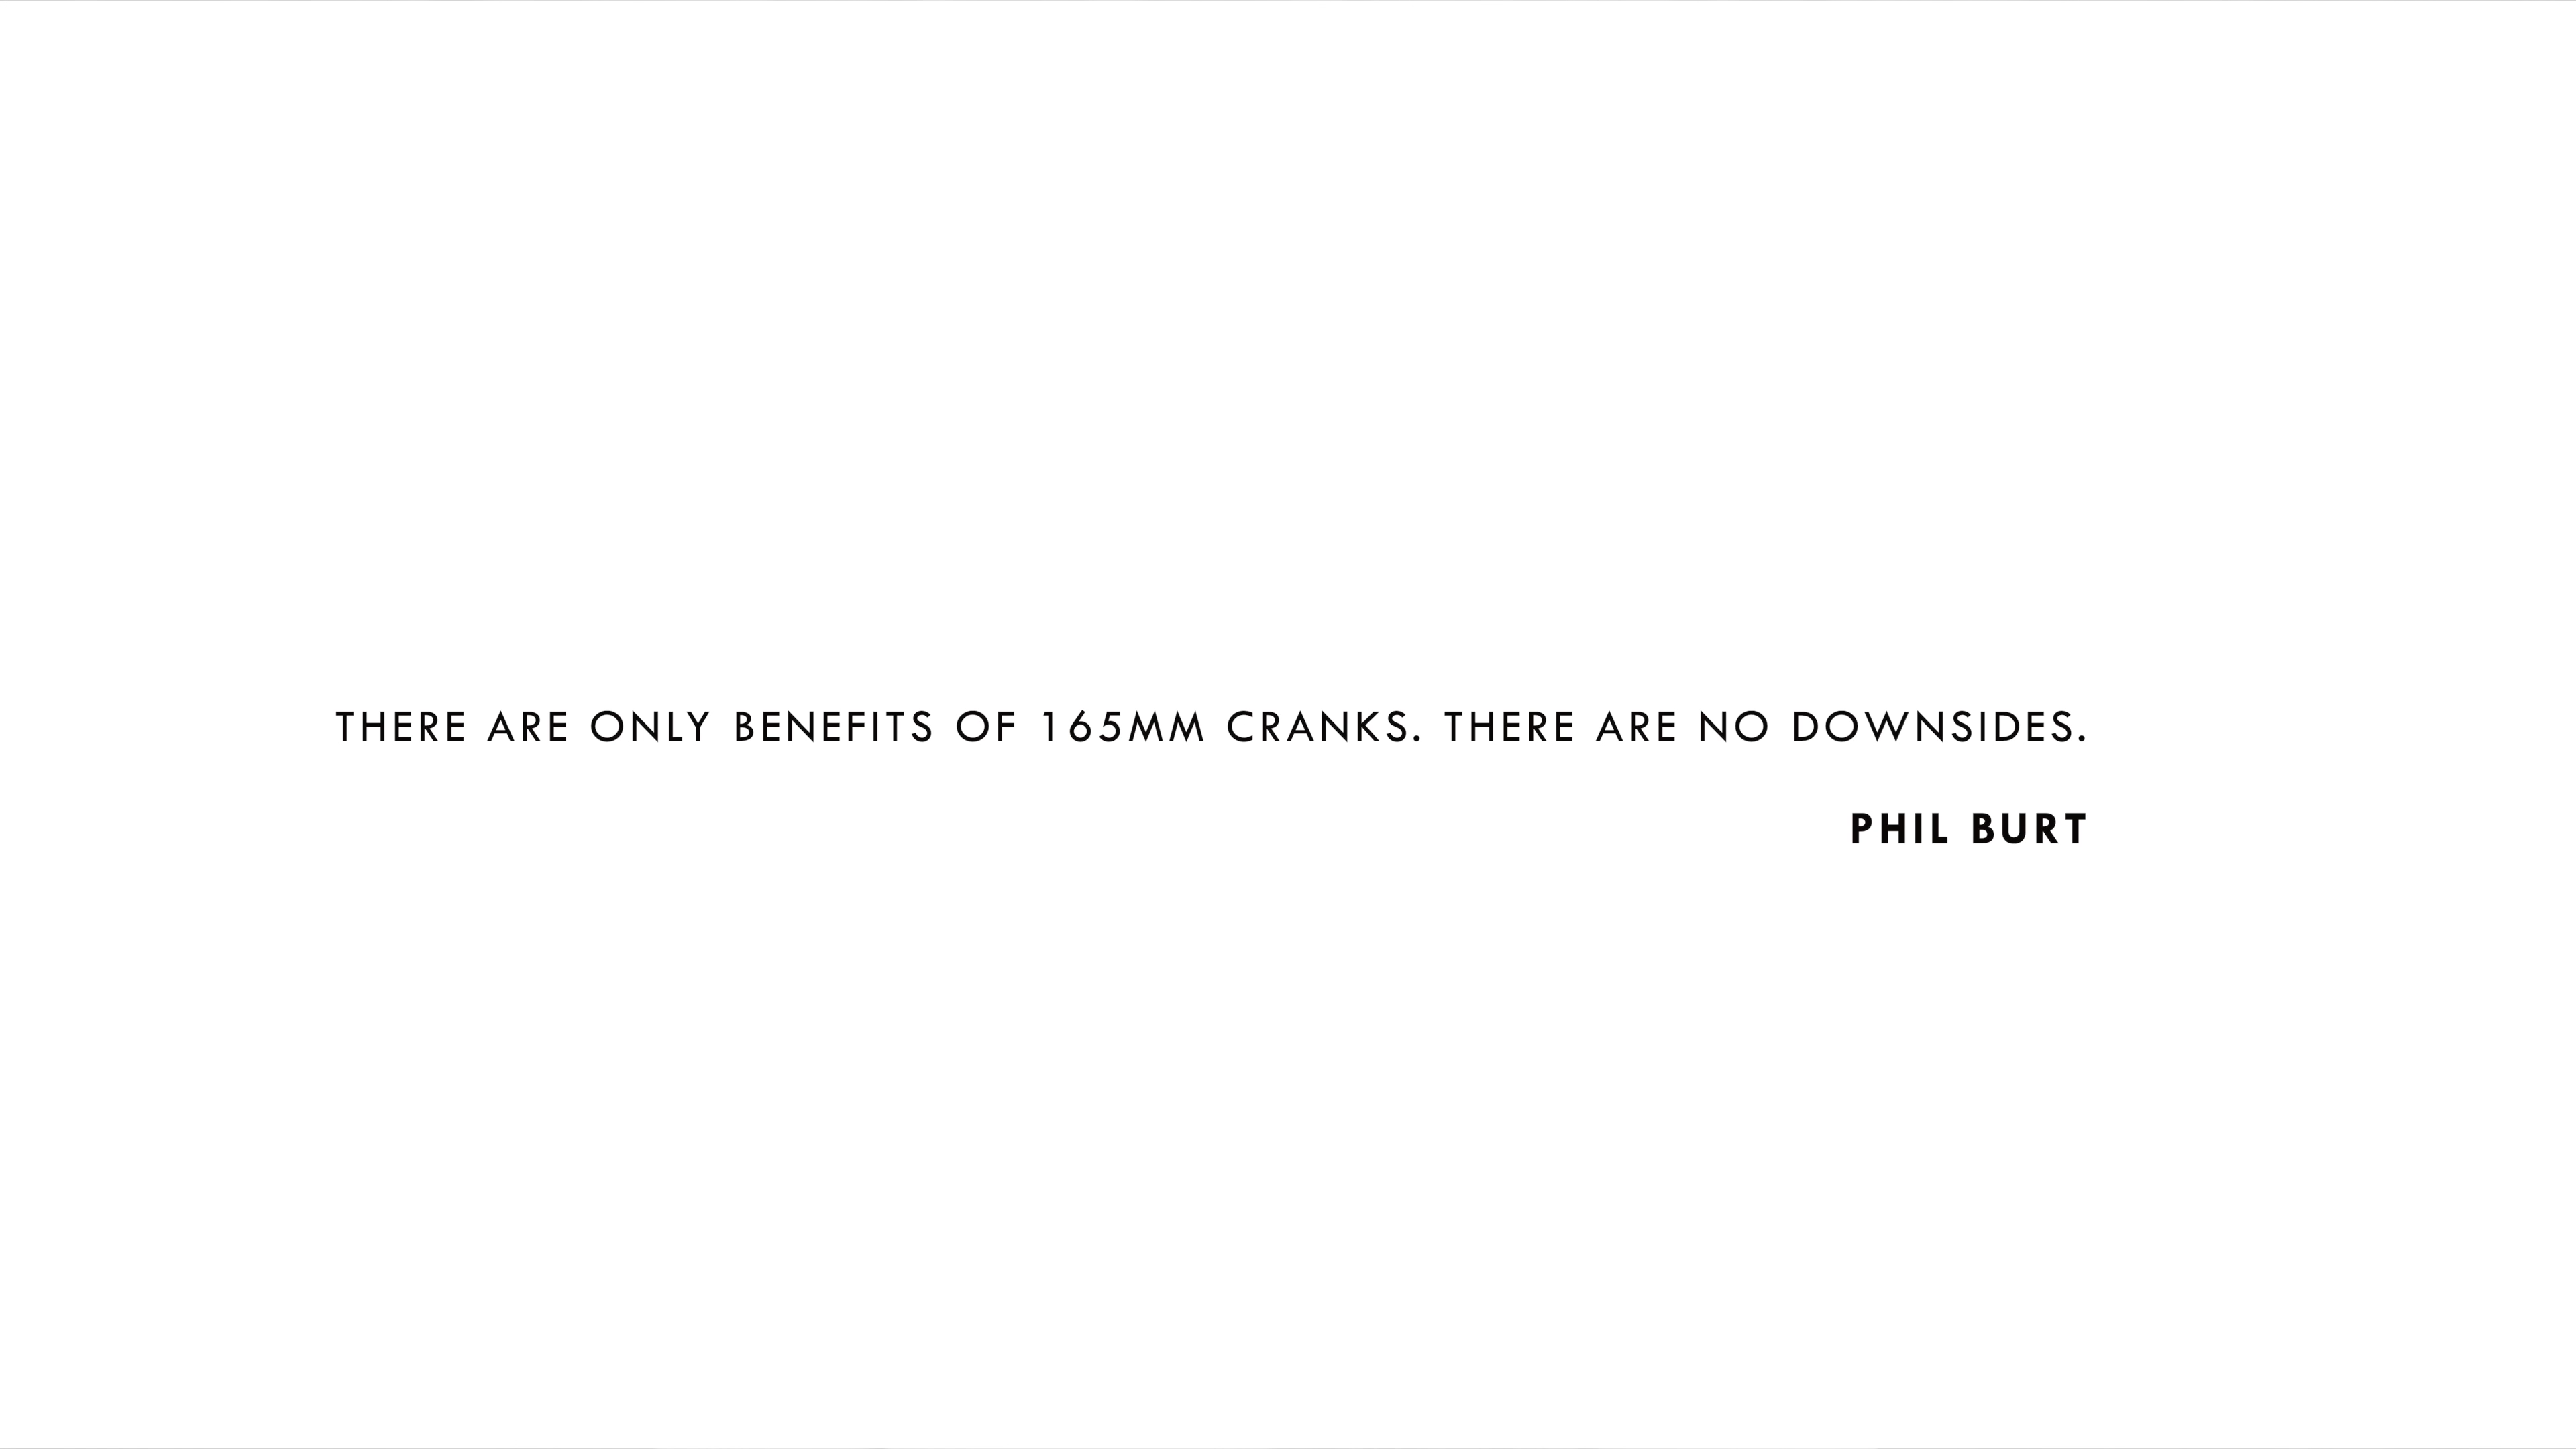 THERE ARE ONLY BENEFITS OF 165MM CRANKS. THERE ARE NO DOWNSIDES.
PHIL BURT